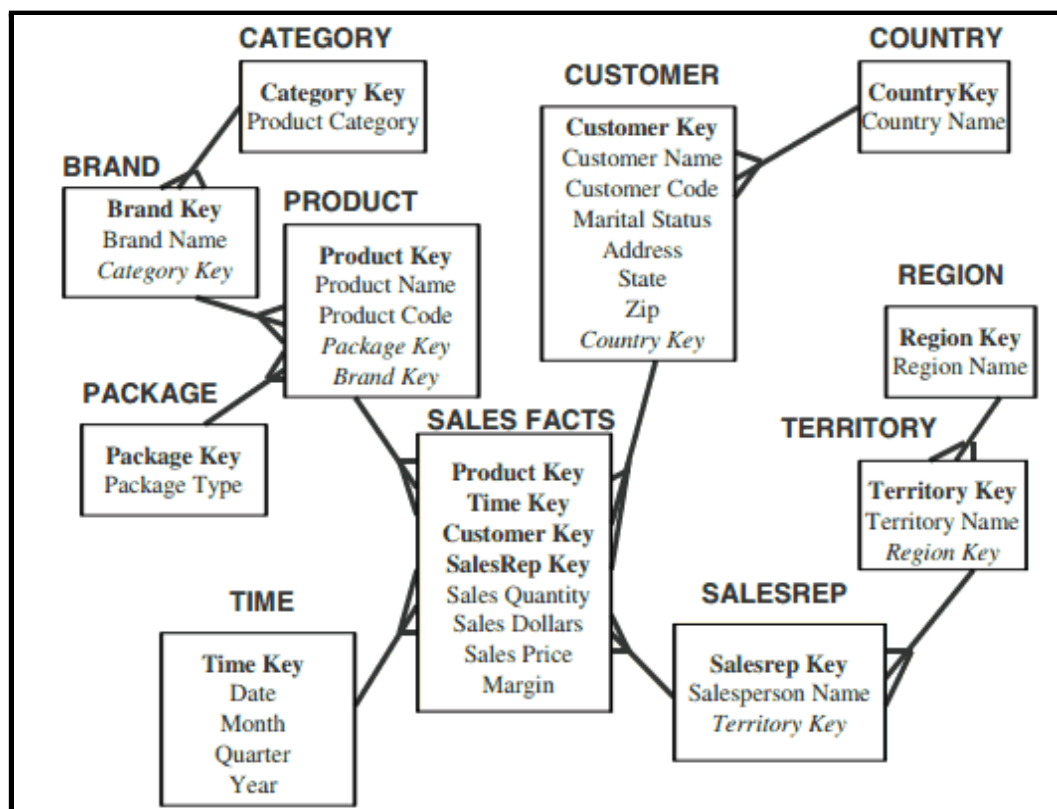 CATEGORY
Category Key
Product Category
BRAND
Brand Key
Brand Name
Category Key
PRODUCT
Product Key
Product Name
Product Code
Package Key
Brand Key
PACKAGE
Package Key
Package Type
CUSTOMER
Customer Key
Customer Name
Customer Code
Marital Status
Address
State
Zip
Country Key
COUNTRY
CountryKey
Country Name
REGION
Region Key
Region Name
TERRITORY
Territory Key
Territory Name
Region Key
SALES FACTS
Product Key
Time Key
Customer Key
SalesRep Key
Sales Quantity
Sales Dollars
Sales Price
Margin
TIME
Time Key
Date
Month
Quarter
Year
SALESREP
Salesrep Key
Salesperson Name
Territory Key